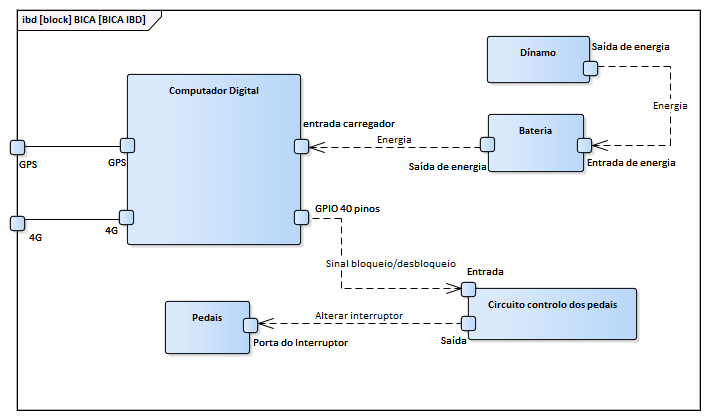 ibd [block] BICA [BICA IBD]
Dínamo
Saída de energia
Computador Digital
Energia
entrada carregador
Bateria
Energia
GPS
GPS
Saída de energia
Entrada de energia
GPIO 40 pinos
4G
4G
Sinal bloqueio/desbloqueio
Entrada
Pedais
Alterar interruptor
Circuito controlo dos pedais
Porta do Interruptor
Saída